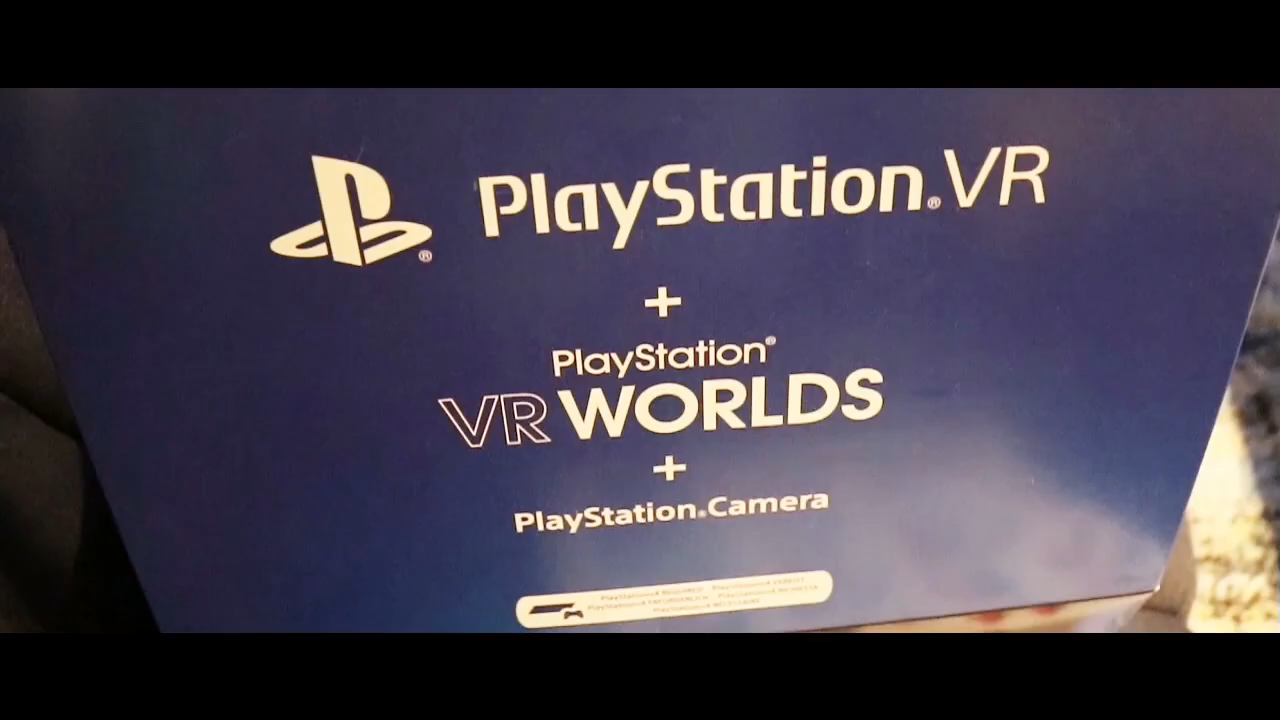 PlayStation®VR
+
PlayStation®
VR WORLDS
+
PlayStation®Camera